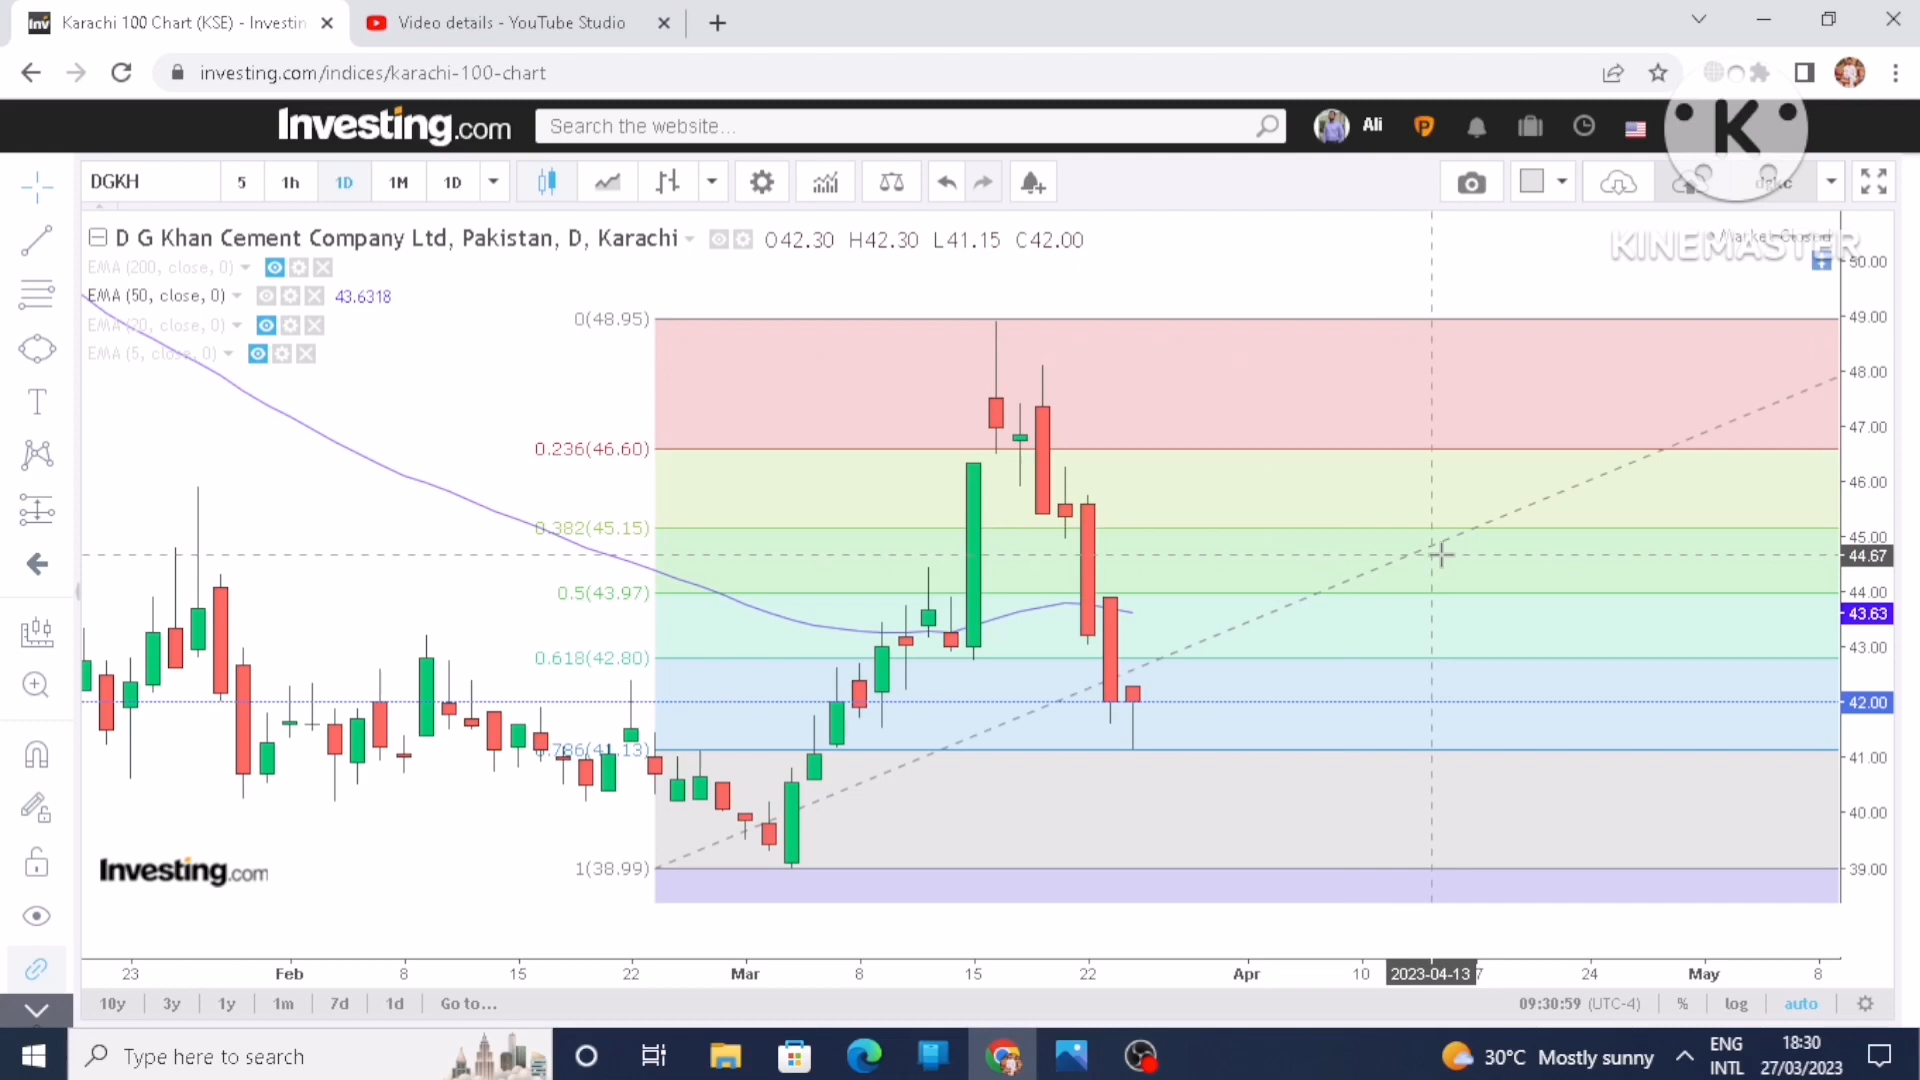 Karachi 100 Chart (KSE) - Investin
Video details - YouTube Studio
investing.com/indices/karachi-100-chart
Investing.com
Search the website...
Ali
K
DGKH
5
1h
1D
1M
1D
dgkc
D G Khan Cement Company Ltd, Pakistan, D, Karachi
O42.30 H42.30 L41.15 C42.00
Market Closed
KINEMASTER
EMA (200, close, 0)
EMA (50, close, 0)
43.6318
EMA (20, close, 0)
EMA (5, close, 0)
0(48.95)
0.236(46.60)
0.382(45.15)
0.5(43.97)
0.618(42.80)
0.786(41.13)
1(38.99)
50.00
49.00
48.00
47.00
46.00
45.00
44.67
44.00
43.63
43.00
42.00
41.00
40.00
39.00
Investing.com
23
Feb
8
15
22
Mar
8
15
22
Apr
10
2023-04-13
7
24
May
8
10y
3y
1y
1m
7d
1d
Go to...
09:30:59 (UTC-4)
%
log
auto
Type here to search
30°C Mostly sunny
ENG
INTL
18:30
27/03/2023